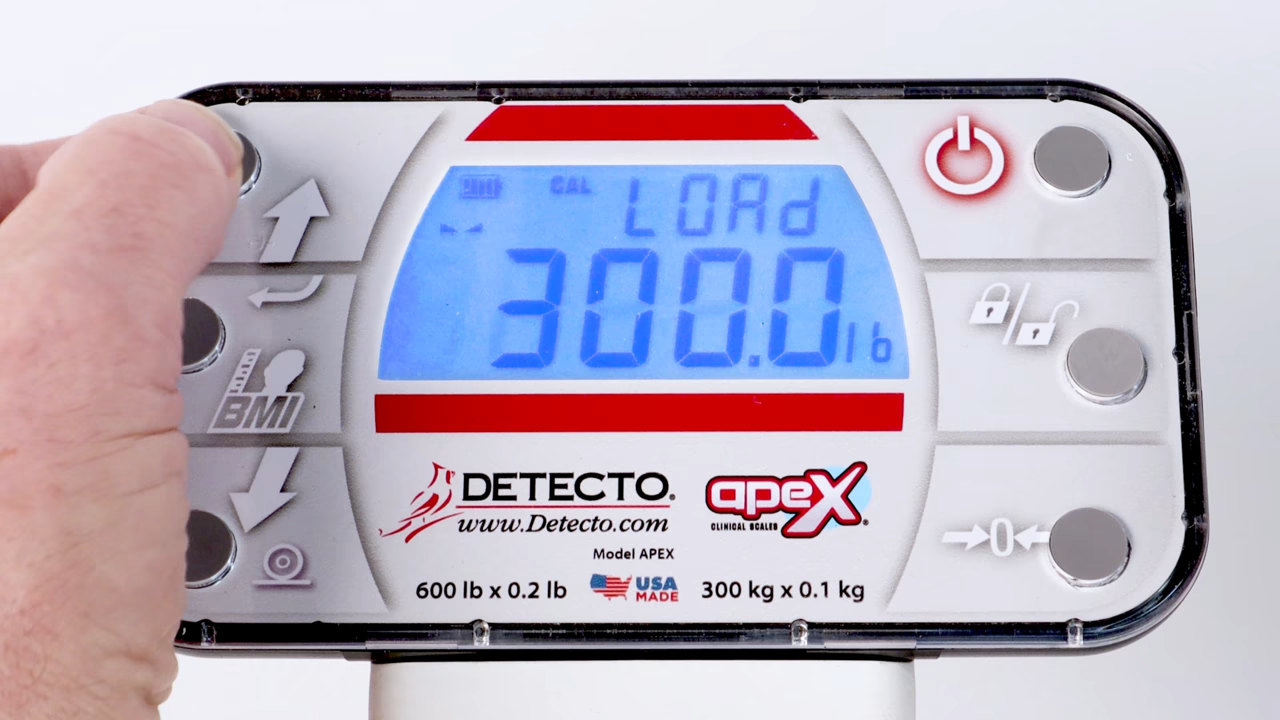 CAL LOAd
300.0 lb
BMI
DETECTO®
www.Detecto.com
apex®
CLINICAL SCALES
Model APEX
600 lb x 0.2 lb
USA
MADE
300 kg x 0.1 kg
→0←